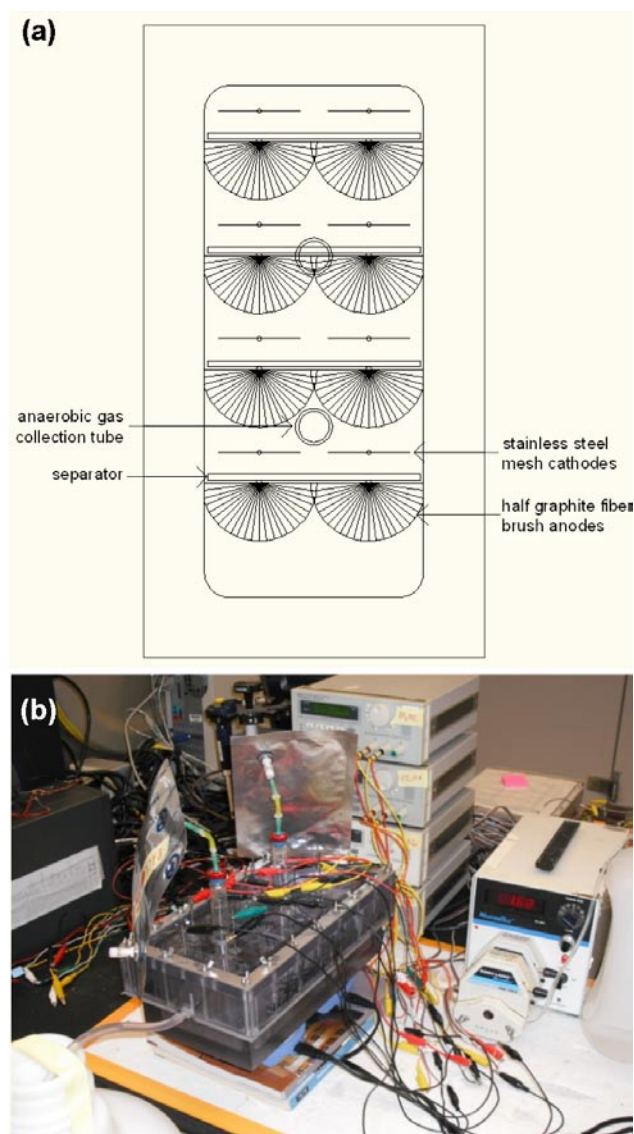 (a)
anaerobic gas
collection tube
separator
stainless steel
mesh cathodes
half graphite fiber
brush anodes
(b)